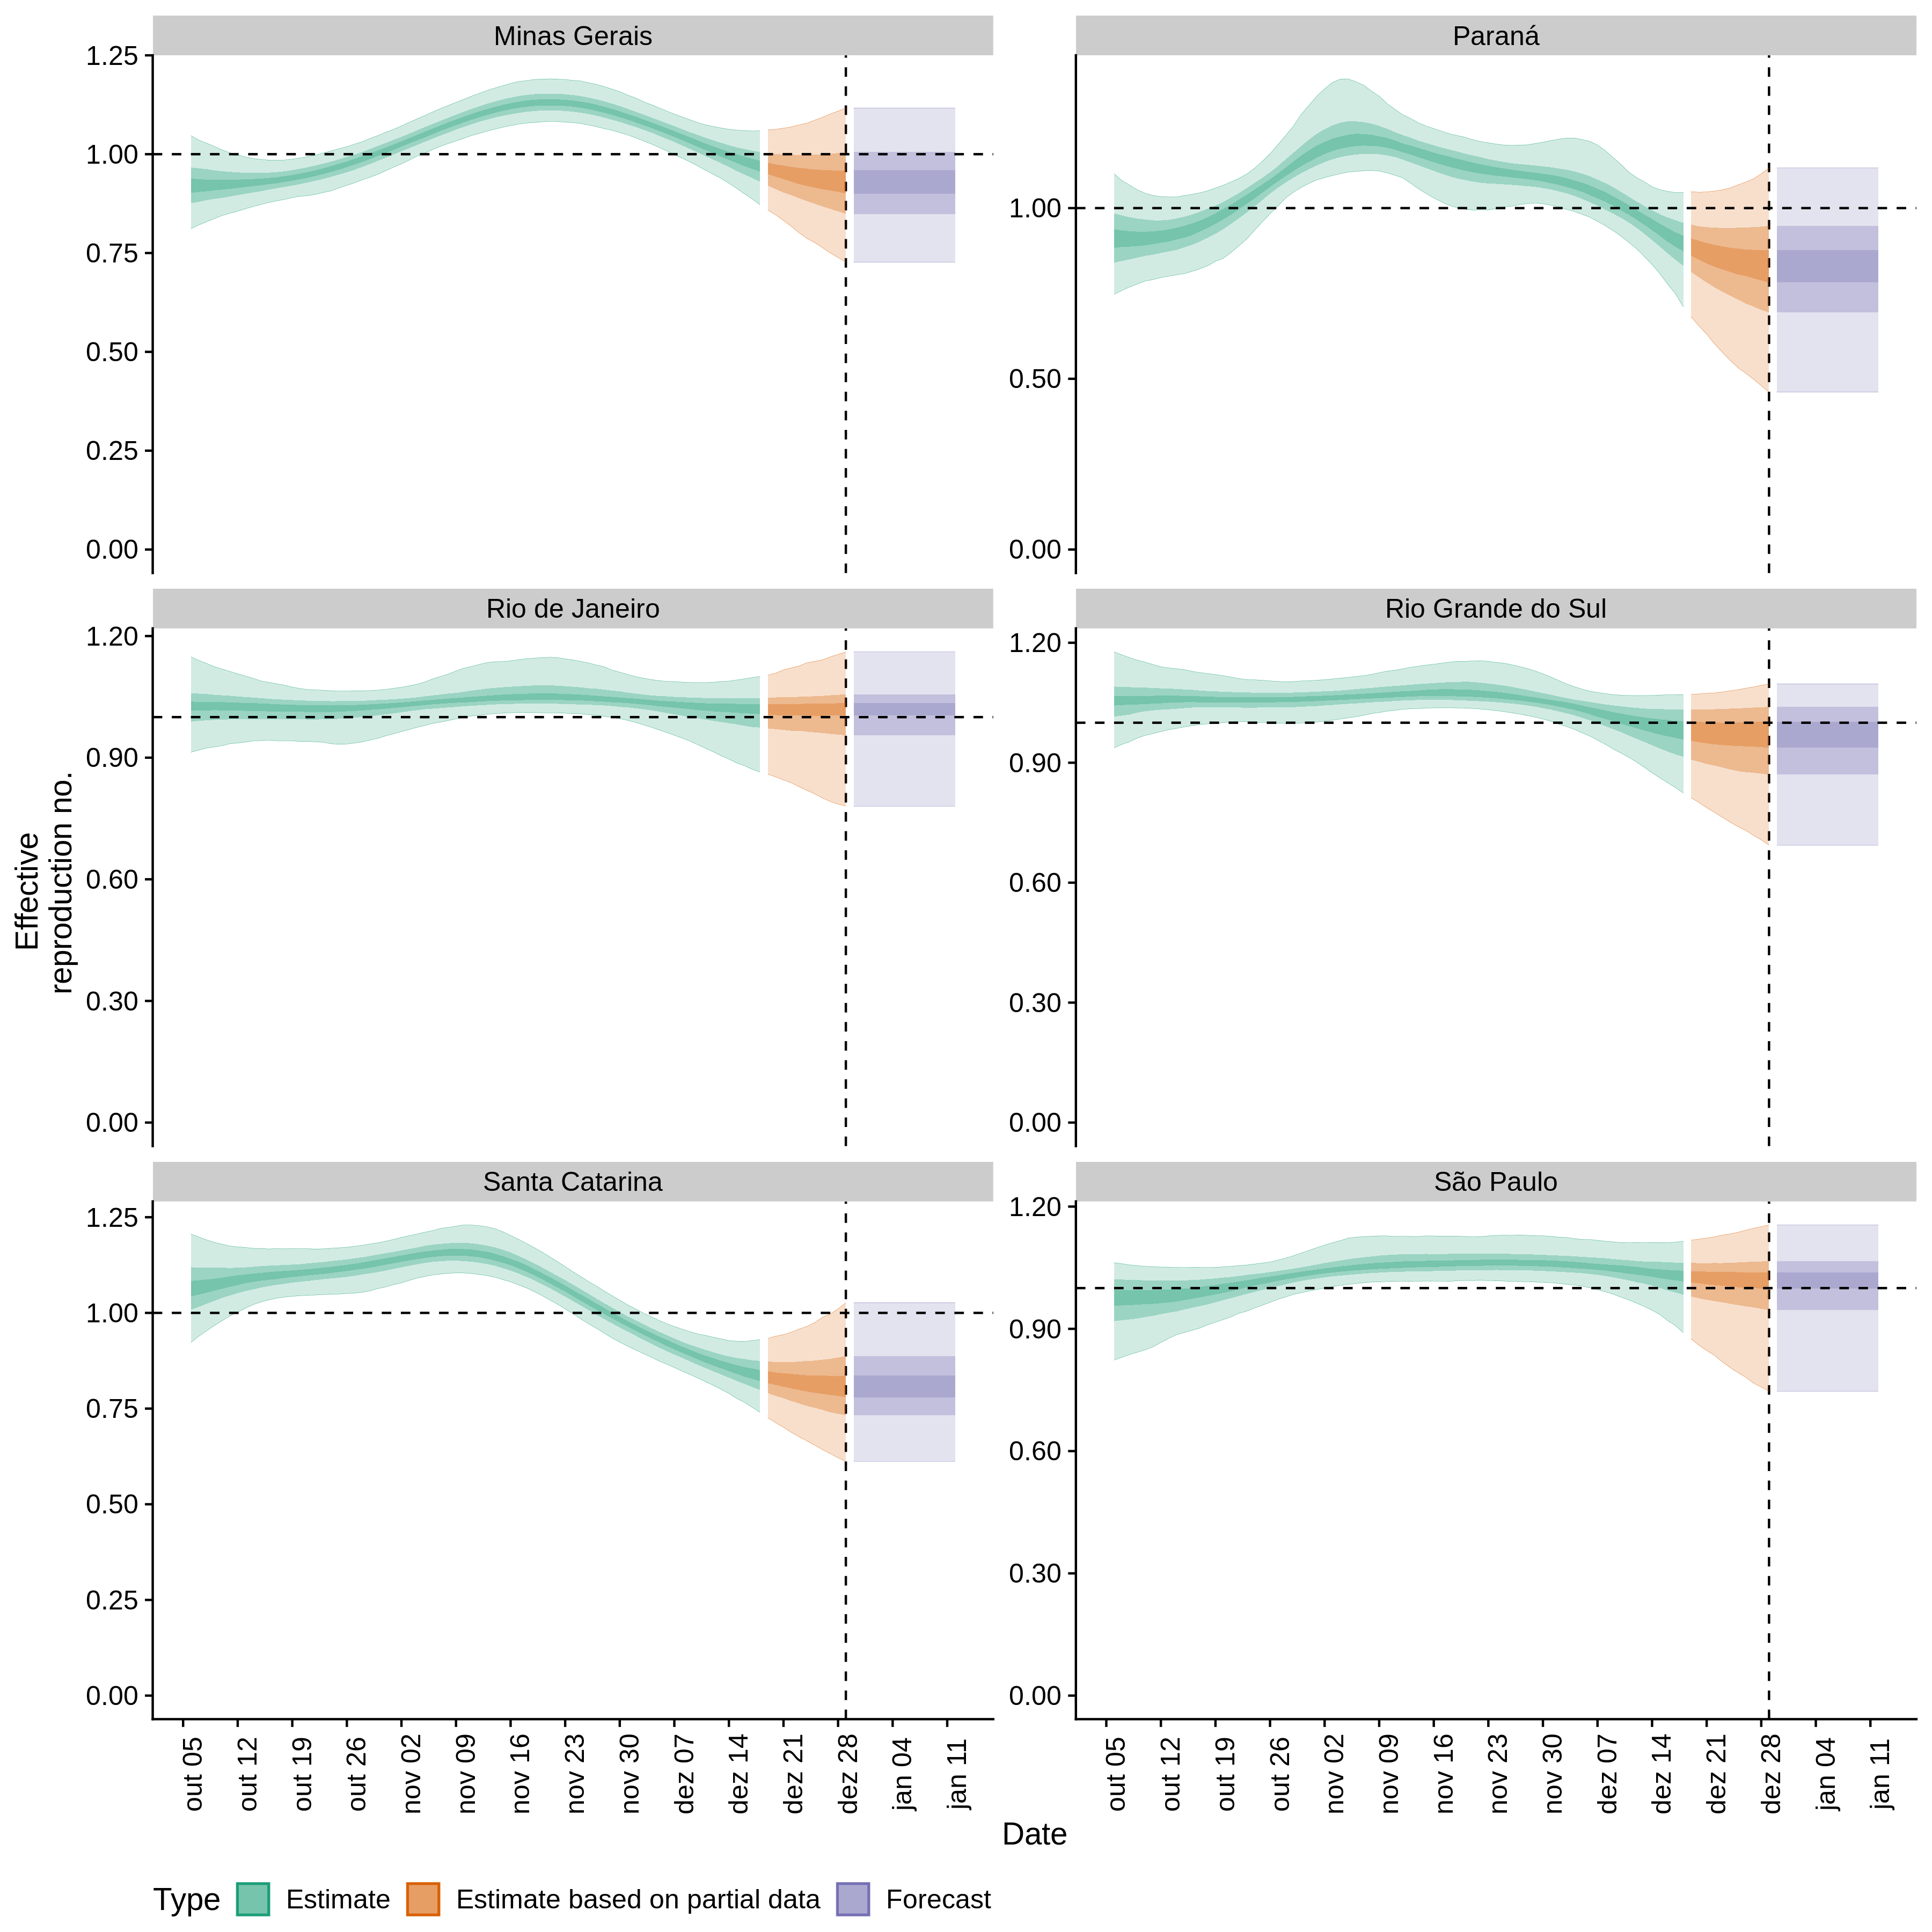 Minas Gerais
1.25
1.00
0.75
0.50
0.25
0.00
Paraná
1.00
0.50
0.00
Rio de Janeiro
1.20
0.90
0.60
0.30
0.00
Rio Grande do Sul
1.20
0.90
0.60
0.30
0.00
Santa Catarina
1.25
1.00
0.75
0.50
0.25
0.00
São Paulo
1.20
0.90
0.60
0.30
0.00
Effective
reproduction no.
out 05
out 12
out 19
out 26
nov 02
nov 09
nov 16
nov 23
nov 30
dez 07
dez 14
dez 21
dez 28
jan 04
jan 11
out 05
out 12
out 19
out 26
nov 02
nov 09
nov 16
nov 23
nov 30
dez 07
dez 14
dez 21
dez 28
jan 04
jan 11
Date
Type Estimate Estimate based on partial data Forecast